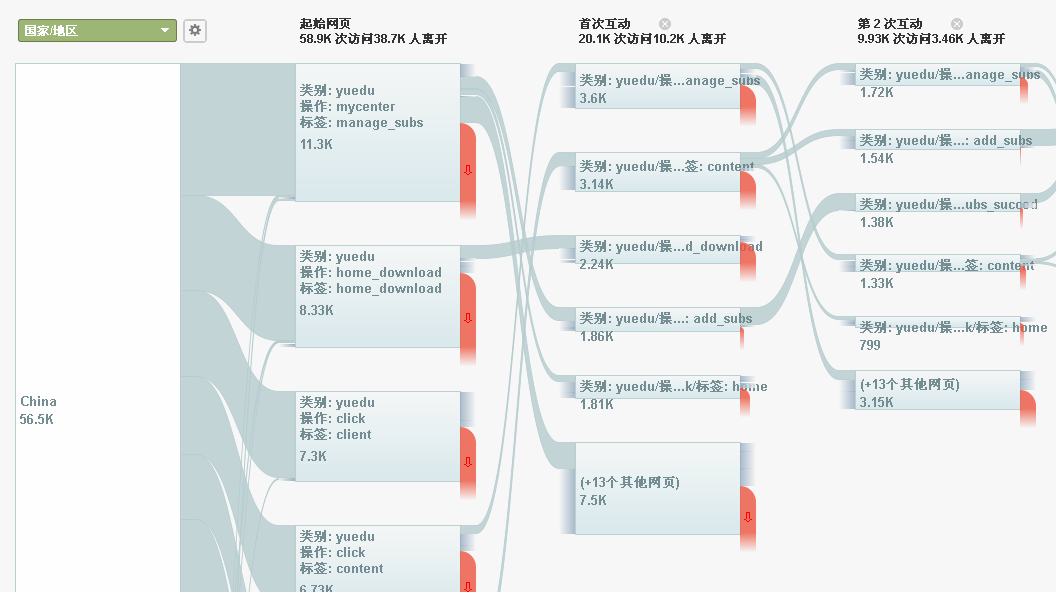 国家/地区
起始网页
58.9K 次访问38.7K 人离开
首次互动
20.1K 次访问10.2K 人离开
第 2 次互动
9.93K 次访问3.46K 人离开
China
56.5K
类别: yuedu
操作: mycenter
标签: manage_subs
11.3K
类别: yuedu
操作: home_download
标签: home_download
8.33K
类别: yuedu
操作: click
标签: client
7.3K
类别: yuedu
操作: click
标签: content
6.73K
类别: yuedu/操...anage_subs
3.6K
类别: yuedu/操...签: content
3.14K
类别: yuedu/操...d_download
2.24K
类别: yuedu/操...: add_subs
1.86K
类别: yuedu/操...k/标签: home
1.81K
(+13个其他网页)
7.5K
类别: yuedu/操...anage_subs
1.72K
类别: yuedu/操...: add_subs
1.54K
类别: yuedu/操...ubs_succed
1.38K
类别: yuedu/操...签: content
1.33K
类别: yuedu/操...k/标签: home
799
(+13个其他网页)
3.15K